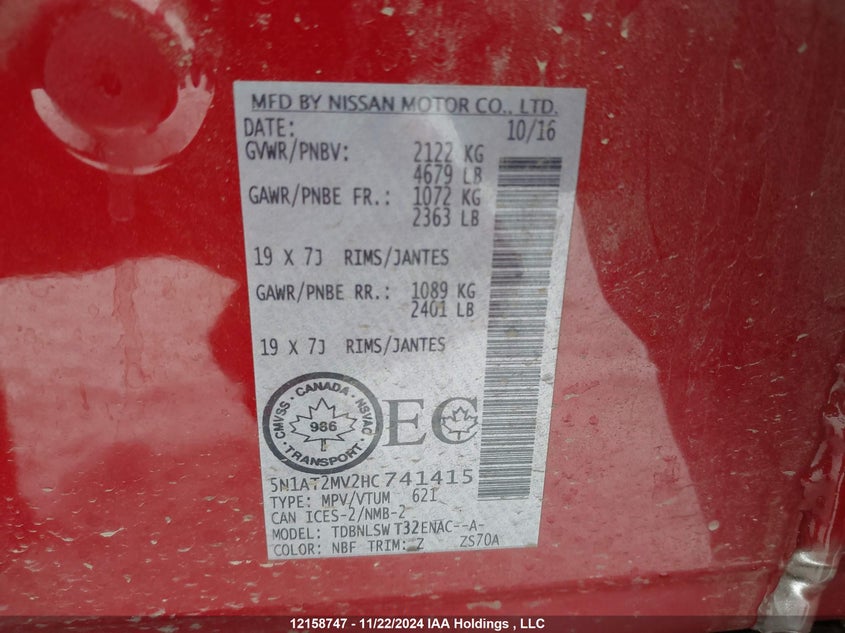 MFD BY NISSAN MOTOR CO., LTD.
DATE: 10/16
GVWR/PNBV: 2122 KG
4679 LB
GAWR/PNBE FR.: 1072 KG
2363 LB
19 X 7J RIMS/JANTES
GAWR/PNBE RR.: 1089 KG
2401 LB
19 X 7J RIMS/JANTES
CMVSS · CANADA · NSVAC
986
TRANSPORT
EC
5N1AT2MV2HC741415
TYPE: MPV/VTUM 621
CAN ICES-2/NMB-2
MODEL: TDBNLSW T32ENAC--A-
COLOR: NBF TRIM: Z ZS70A
12158747 - 11/22/2024 IAA Holdings , LLC